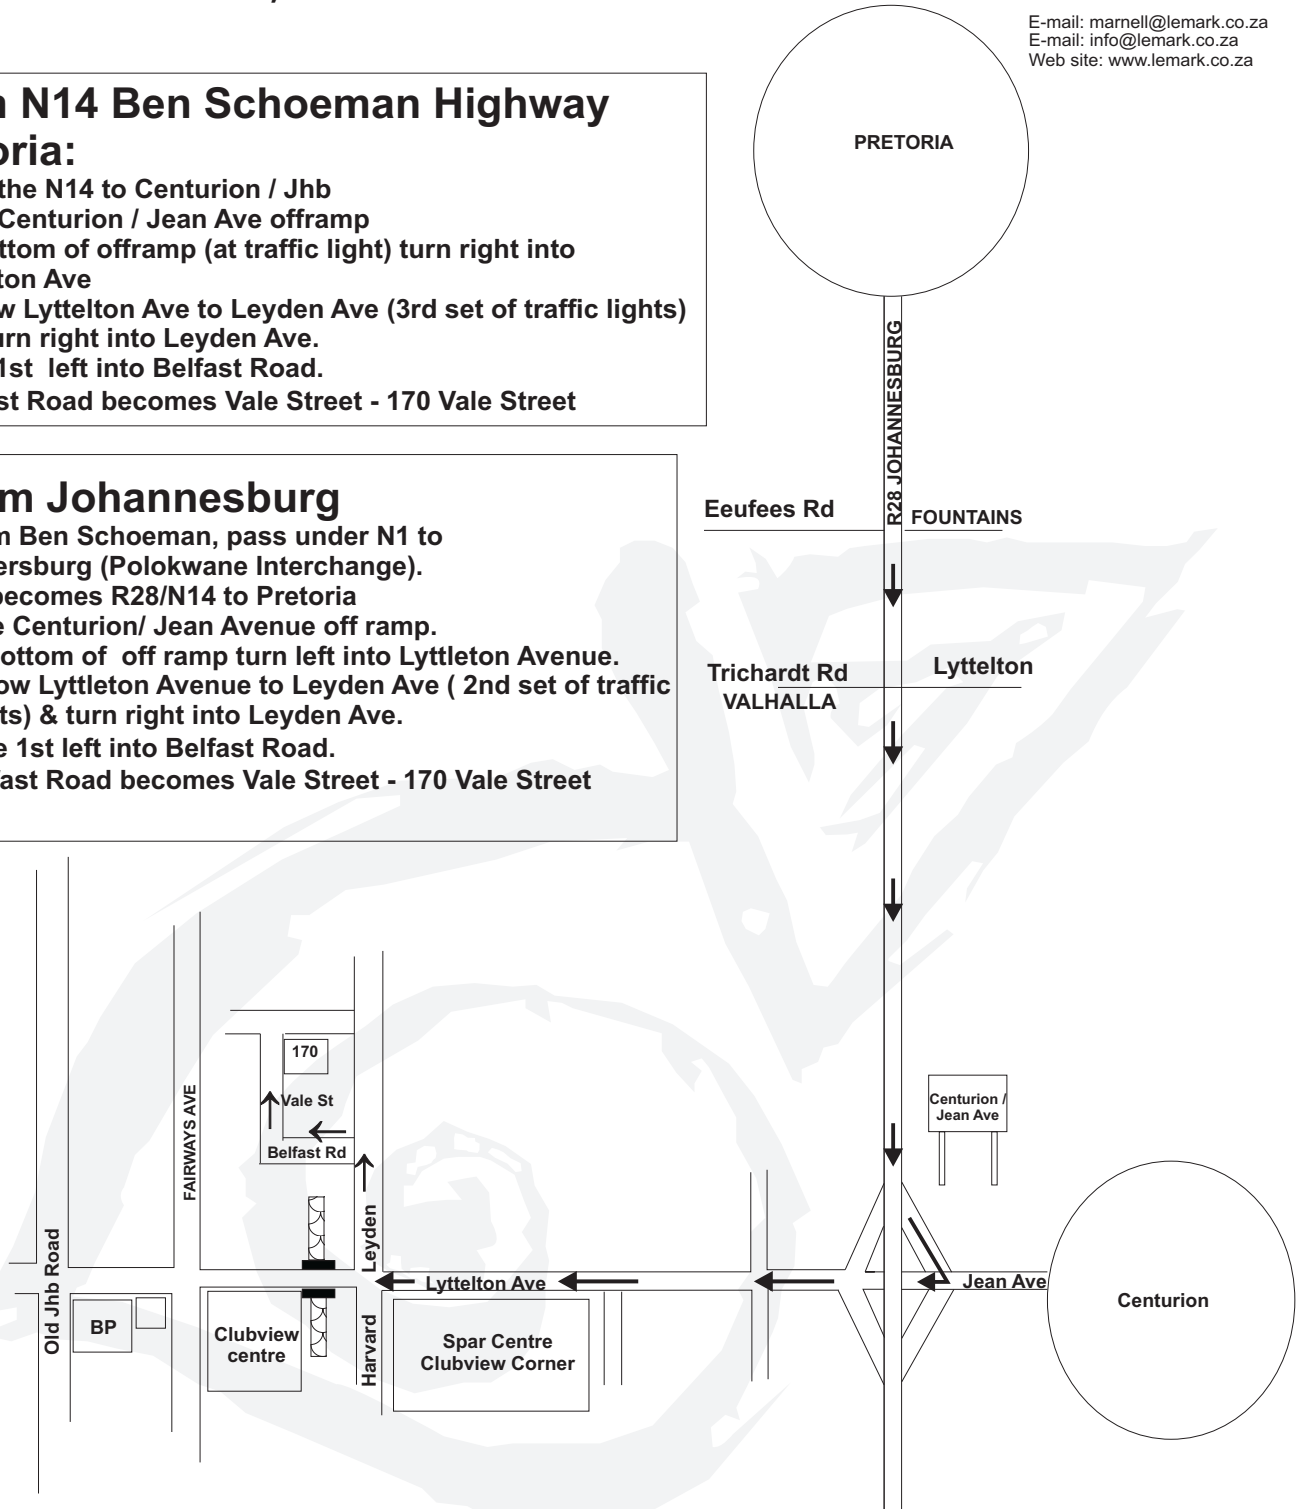 E-mail: marnell@lemark.co.za
E-mail: info@lemark.co.za
Web site: www.lemark.co.za
N14 Ben Schoeman Highway
oria:
the N14 to Centurion / Jhb
Centurion / Jean Ave offramp
ttom of offramp (at traffic light) turn right into
ton Ave
w Lyttelton Ave to Leyden Ave (3rd set of traffic lights)
urn right into Leyden Ave.
1st left into Belfast Road.
st Road becomes Vale Street - 170 Vale Street
m Johannesburg
m Ben Schoeman, pass under N1 to
ersburg (Polokwane Interchange).
becomes R28/N14 to Pretoria
e Centurion/ Jean Avenue off ramp.
ottom of off ramp turn left into Lyttleton Avenue.
ow Lyttleton Avenue to Leyden Ave ( 2nd set of traffic
ts) & turn right into Leyden Ave.
e 1st left into Belfast Road.
fast Road becomes Vale Street - 170 Vale Street
PRETORIA
R28 JOHANNESBURG
Eeufees Rd
FOUNTAINS
Trichardt Rd
VALHALLA
Lyttelton
170
Vale St
Belfast Rd
FAIRWAYS AVE
Old Jhb Road
Leyden
Harvard
Lyttelton Ave
Centurion /
Jean Ave
Jean Ave
Centurion
BP
Clubview
centre
Spar Centre
Clubview Corner